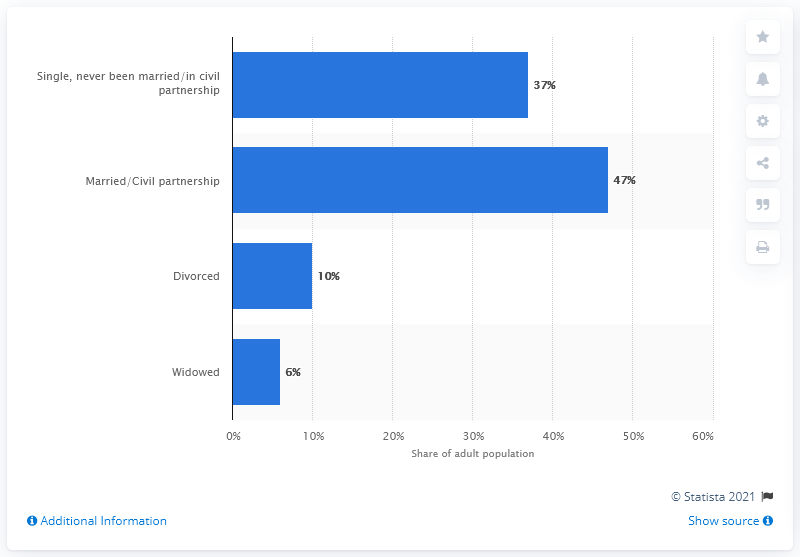 Single, never been married/in civil
partnership
37%
Married/Civil partnership
47%
Divorced
10%
Widowed
6%
0% 10% 20% 30% 40% 50% 60%
Share of adult population
© Statista 2021
Additional Information
Show source